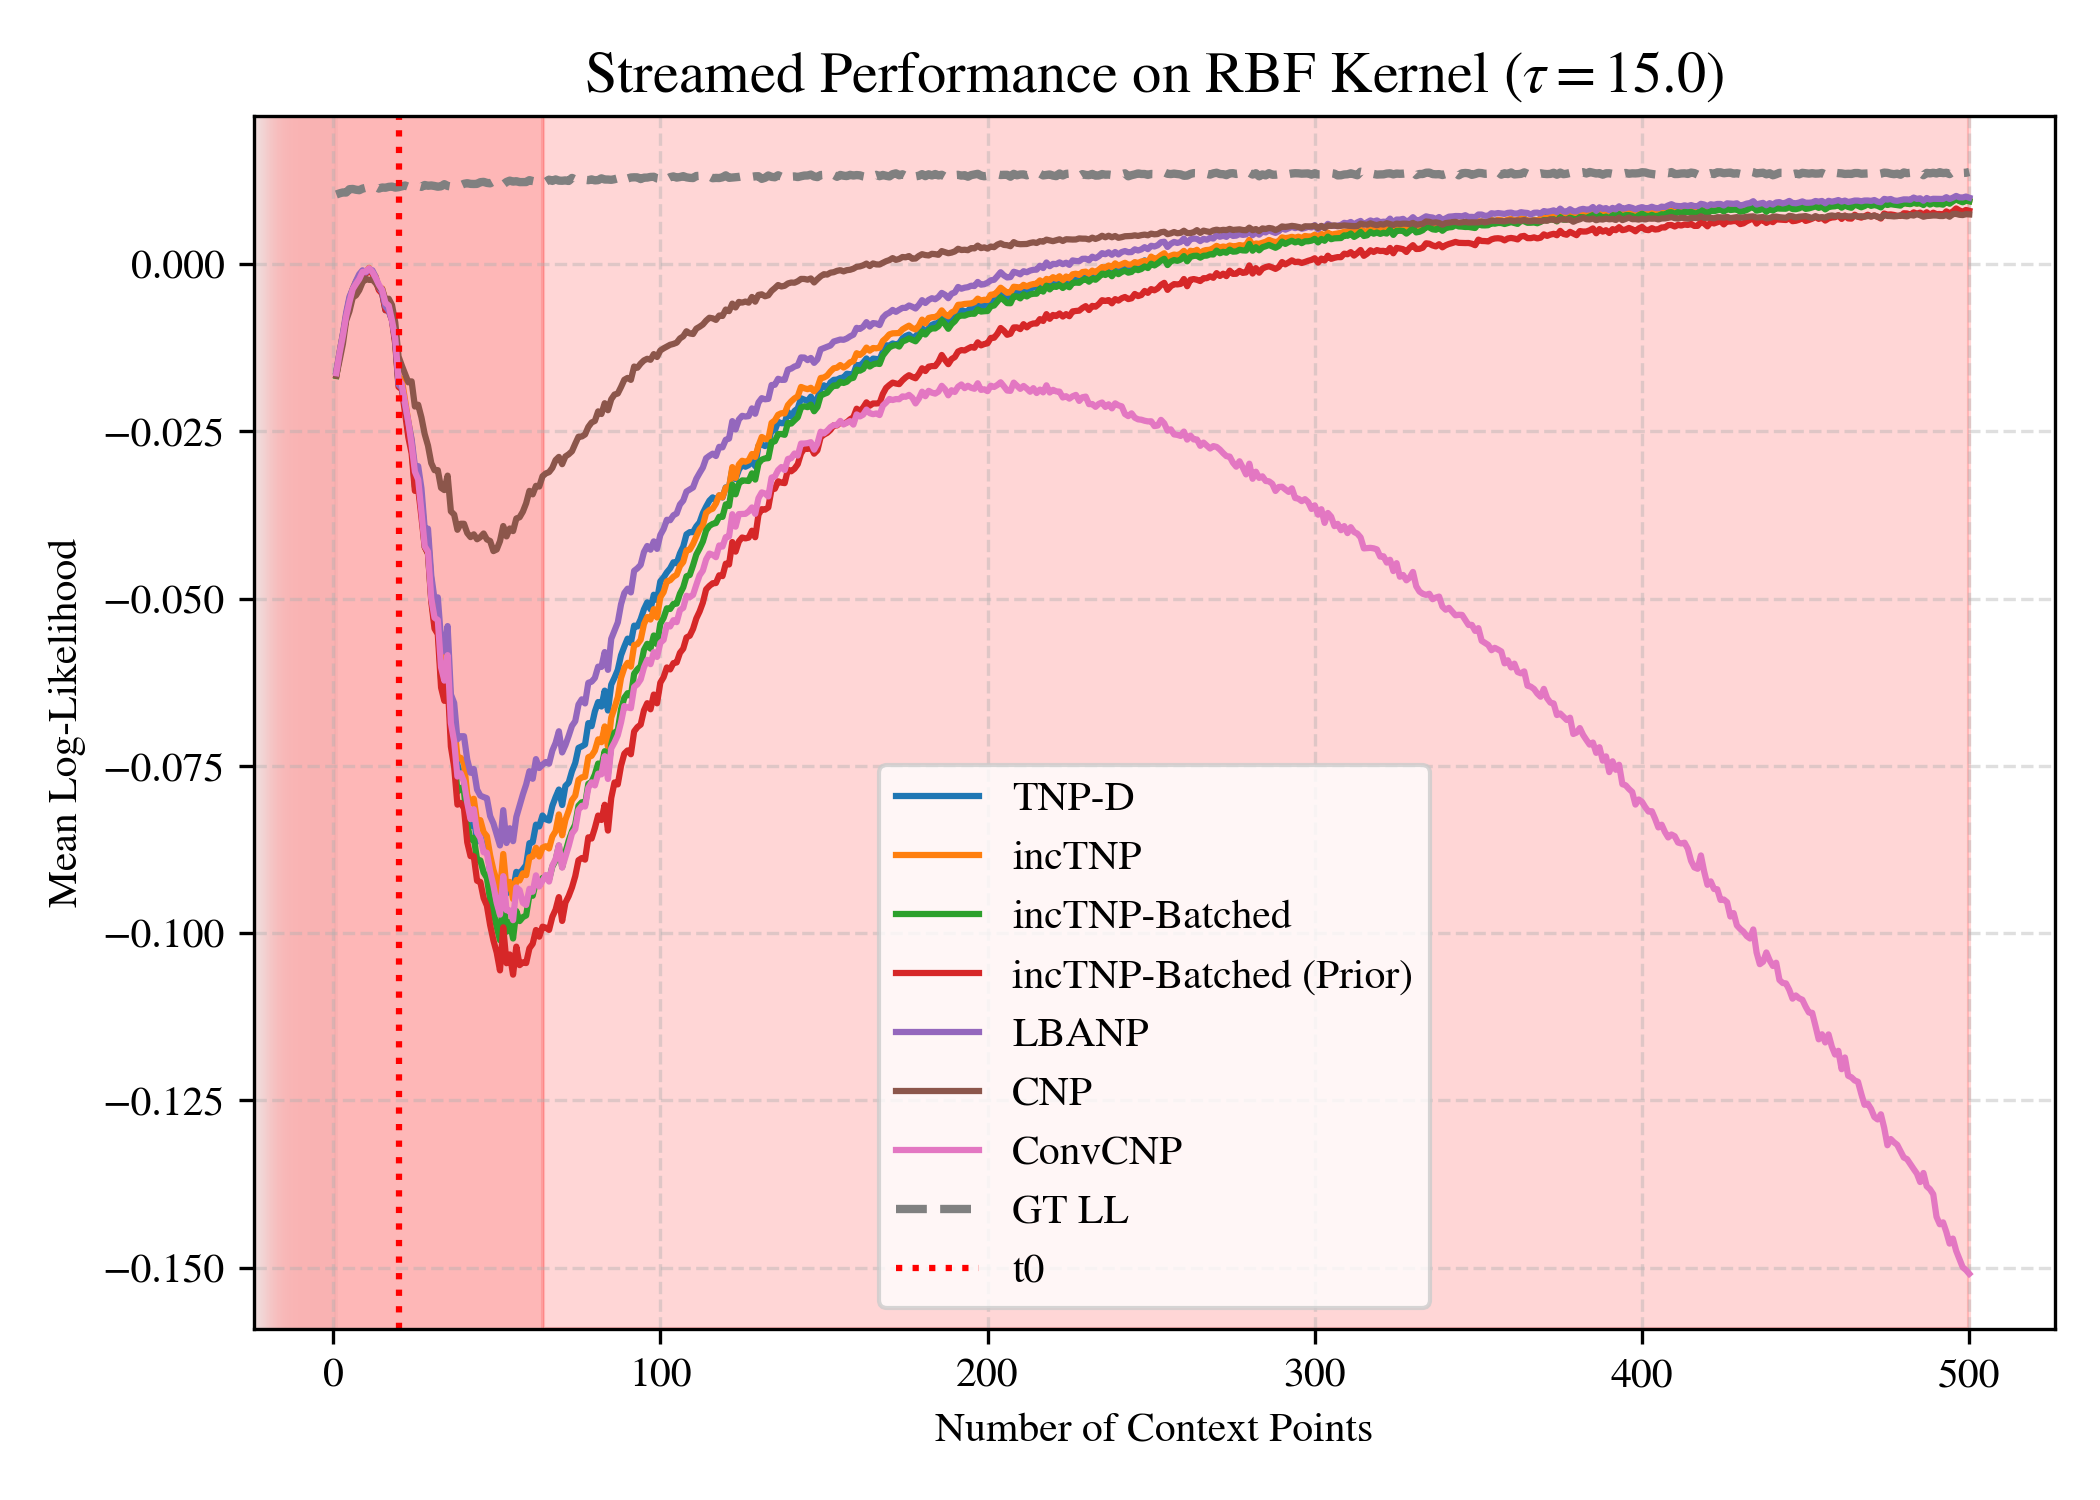 Streamed Performance on RBF Kernel (τ = 15.0)
Mean Log-Likelihood
0.000
−0.025
−0.050
−0.075
−0.100
−0.125
−0.150
TNP-D
incTNP
incTNP-Batched
incTNP-Batched (Prior)
LBANP
CNP
ConvCNP
GT LL
t0
0 100 200 300 400 500
Number of Context Points